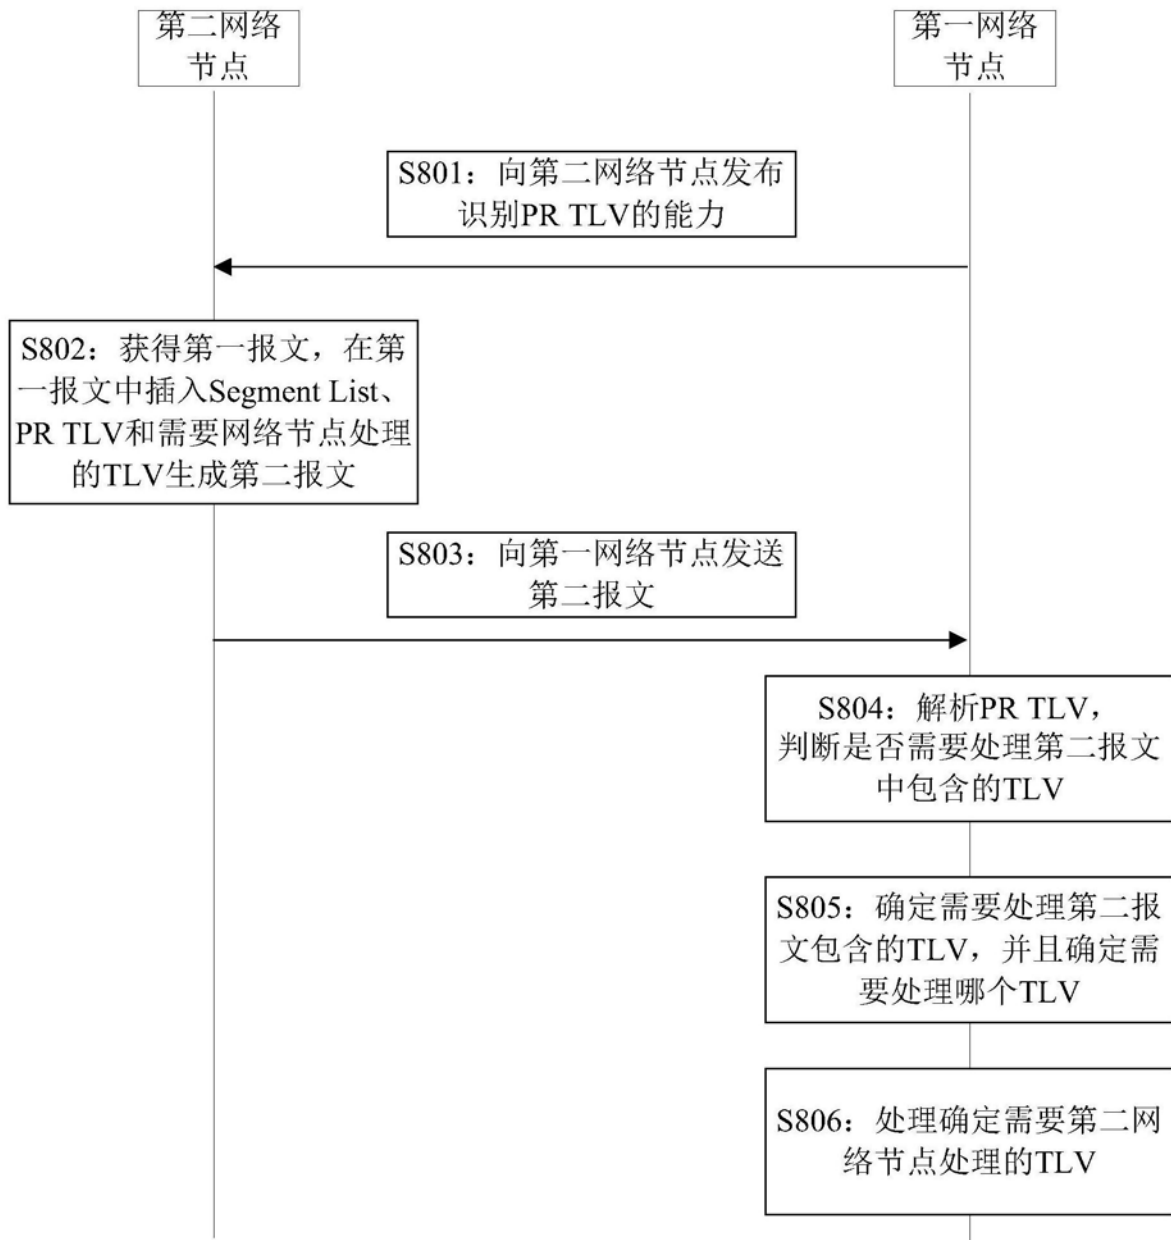 第二网络
节点
第一网络
节点
S801：向第二网络节点发布
识别PR TLV的能力
S802：获得第一报文，在第
一报文中插入Segment List、
PR TLV和需要网络节点处理
的TLV生成第二报文
S803：向第一网络节点发送
第二报文
S804：解析PR TLV，
判断是否需要处理第二报文
中包含的TLV
S805：确定需要处理第二报
文包含的TLV，并且确定需
要处理哪个TLV
S806：处理确定需要第二网
络节点处理的TLV